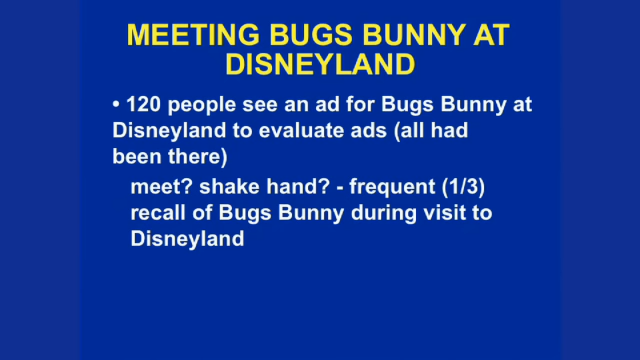 MEETING BUGS BUNNY AT
DISNEYLAND
• 120 people see an ad for Bugs Bunny at
Disneyland to evaluate ads (all had
been there)
meet? shake hand? - frequent (1/3)
recall of Bugs Bunny during visit to
Disneyland